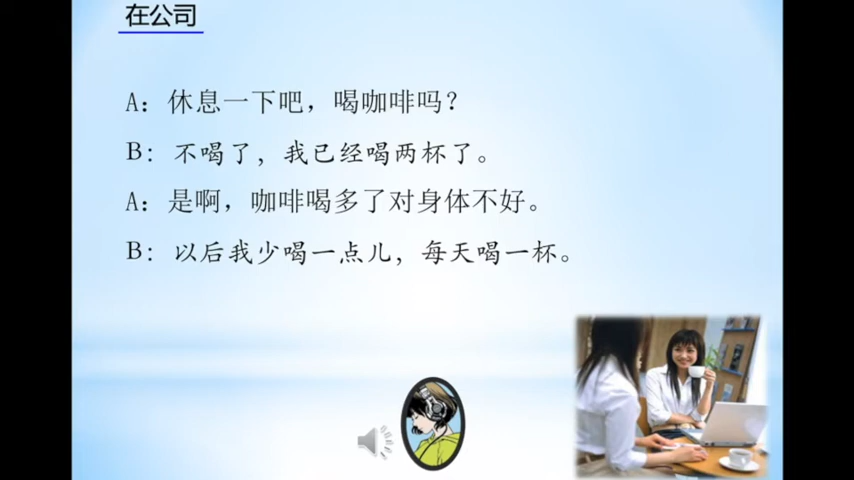 在公司
A：休息一下吧，喝咖啡吗？
B：不喝了，我已经喝两杯了。
A：是啊，咖啡喝多了对身体不好。
B：以后我少喝一点儿，每天喝一杯。